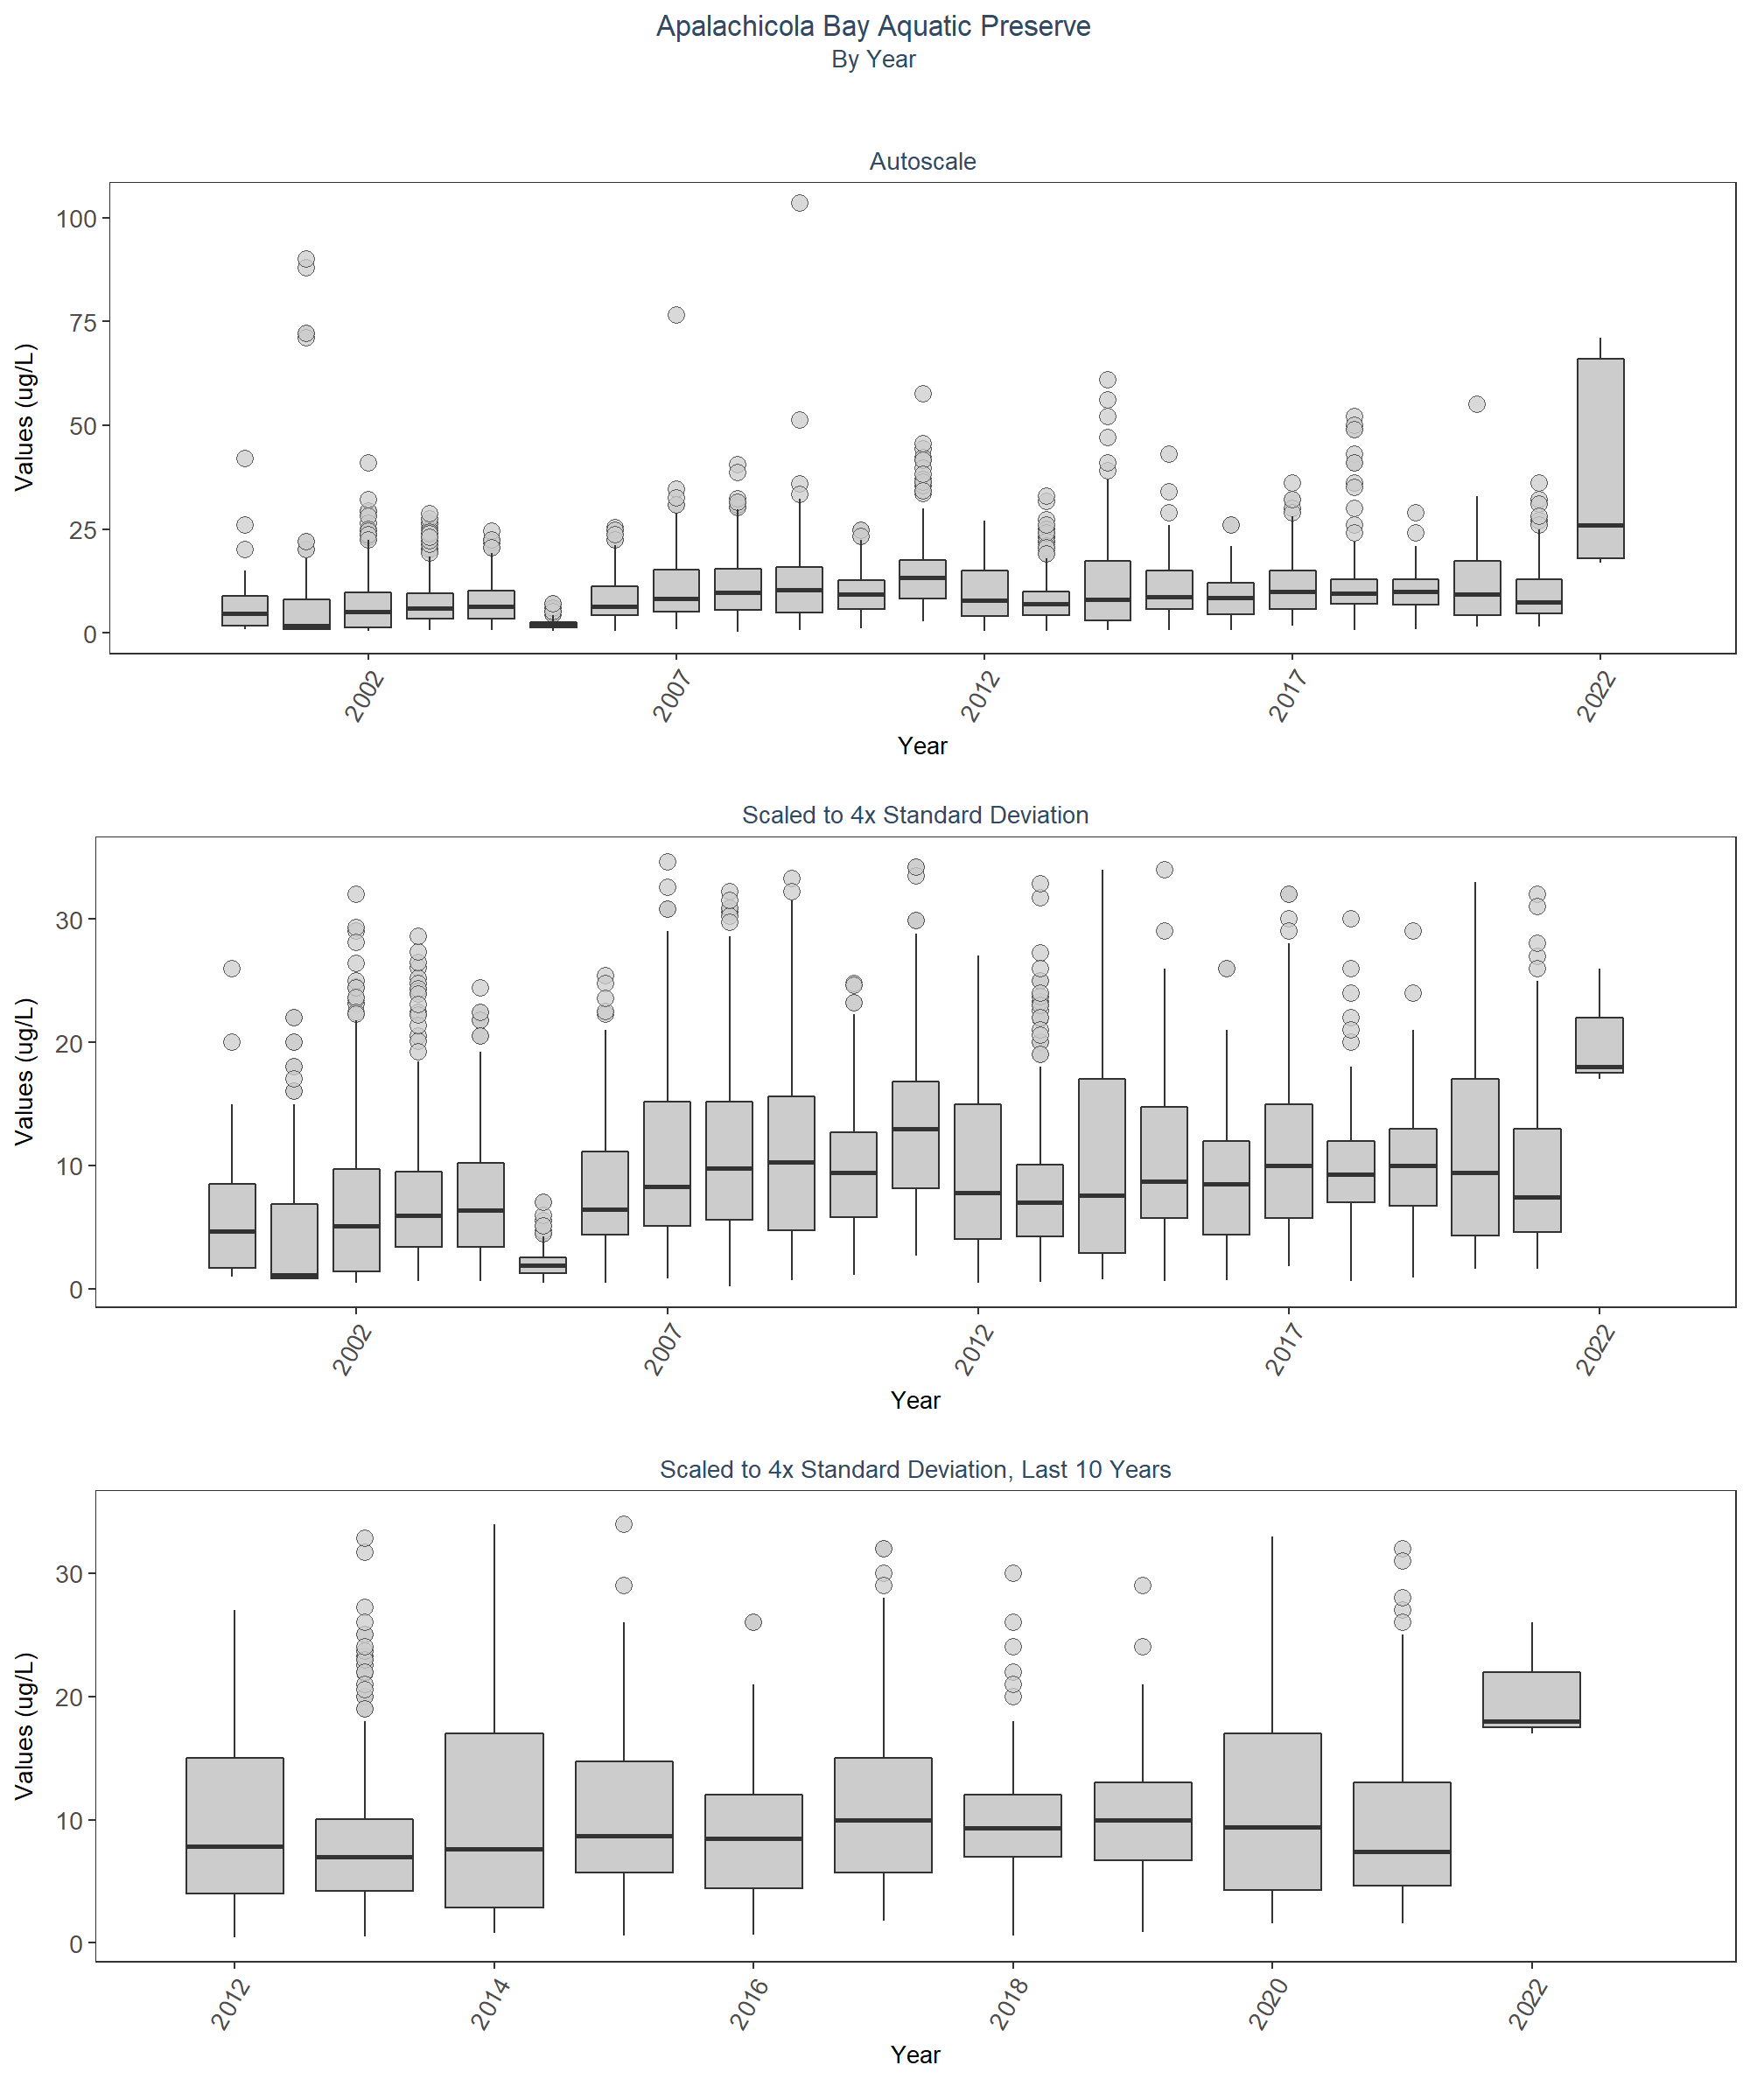 Apalachicola Bay Aquatic Preserve
By Year
Autoscale
Values (ug/L)
100
75
50
25
0
2002 2007 2012 2017 2022
Year
Scaled to 4x Standard Deviation
Values (ug/L)
30
20
10
0
2002 2007 2012 2017 2022
Year
Scaled to 4x Standard Deviation, Last 10 Years
Values (ug/L)
30
20
10
0
2012 2014 2016 2018 2020 2022
Year